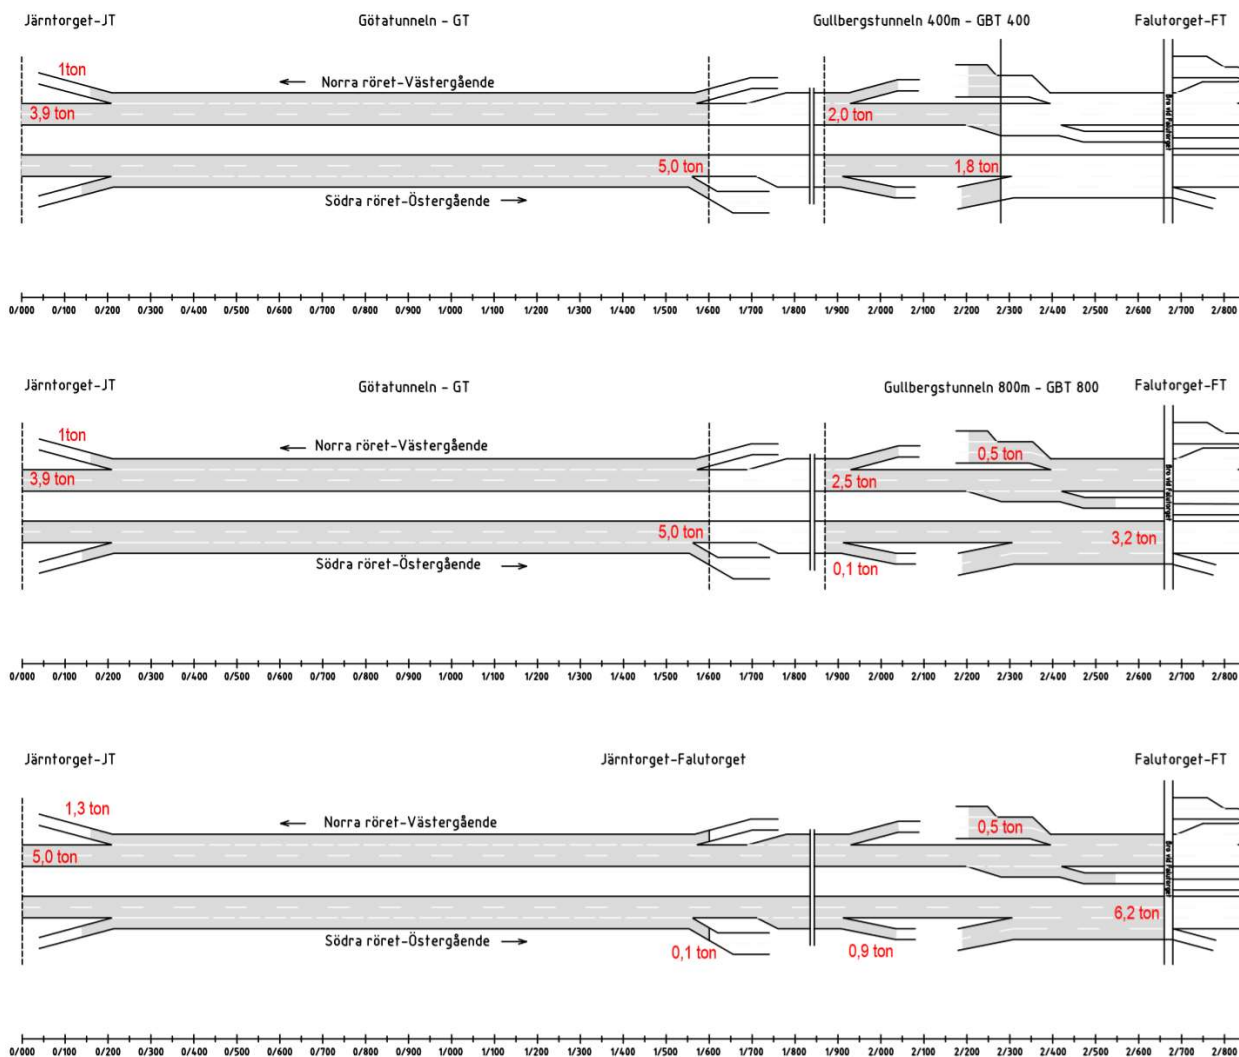 Järntorget-JT Götatunneln - GT Gullbergstunneln 400m - GBT 400 Falutorget-FT
1ton
Norra röret-Västergående
3,9 ton 2,0 ton
Bro vid Falutorget
5,0 ton 1,8 ton
Södra röret-Östergående
0/000 0/100 0/200 0/300 0/400 0/500 0/600 0/700 0/800 0/900 1/000 1/100 1/200 1/300 1/400 1/500 1/600 1/700 1/800 1/900 2/000 2/100 2/200 2/300 2/400 2/500 2/600 2/700 2/800
Järntorget-JT Götatunneln - GT Gullbergstunneln 800m - GBT 800 Falutorget-FT
1ton
Norra röret-Västergående
0,5 ton
3,9 ton 2,5 ton
Bro vid Falutorget
5,0 ton 3,2 ton
Södra röret-Östergående
0,1 ton
0/000 0/100 0/200 0/300 0/400 0/500 0/600 0/700 0/800 0/900 1/000 1/100 1/200 1/300 1/400 1/500 1/600 1/700 1/800 1/900 2/000 2/100 2/200 2/300 2/400 2/500 2/600 2/700 2/800
Järntorget-JT Järntorget-Falutorget Falutorget-FT
1,3 ton
Norra röret-Västergående
0,5 ton
5,0 ton
Bro vid Falutorget
6,2 ton
Södra röret-Östergående
0,1 ton 0,9 ton
0/000 0/100 0/200 0/300 0/400 0/500 0/600 0/700 0/800 0/900 1/000 1/100 1/200 1/300 1/400 1/500 1/600 1/700 1/800 1/900 2/000 2/100 2/200 2/300 2/400 2/500 2/600 2/700 2/800